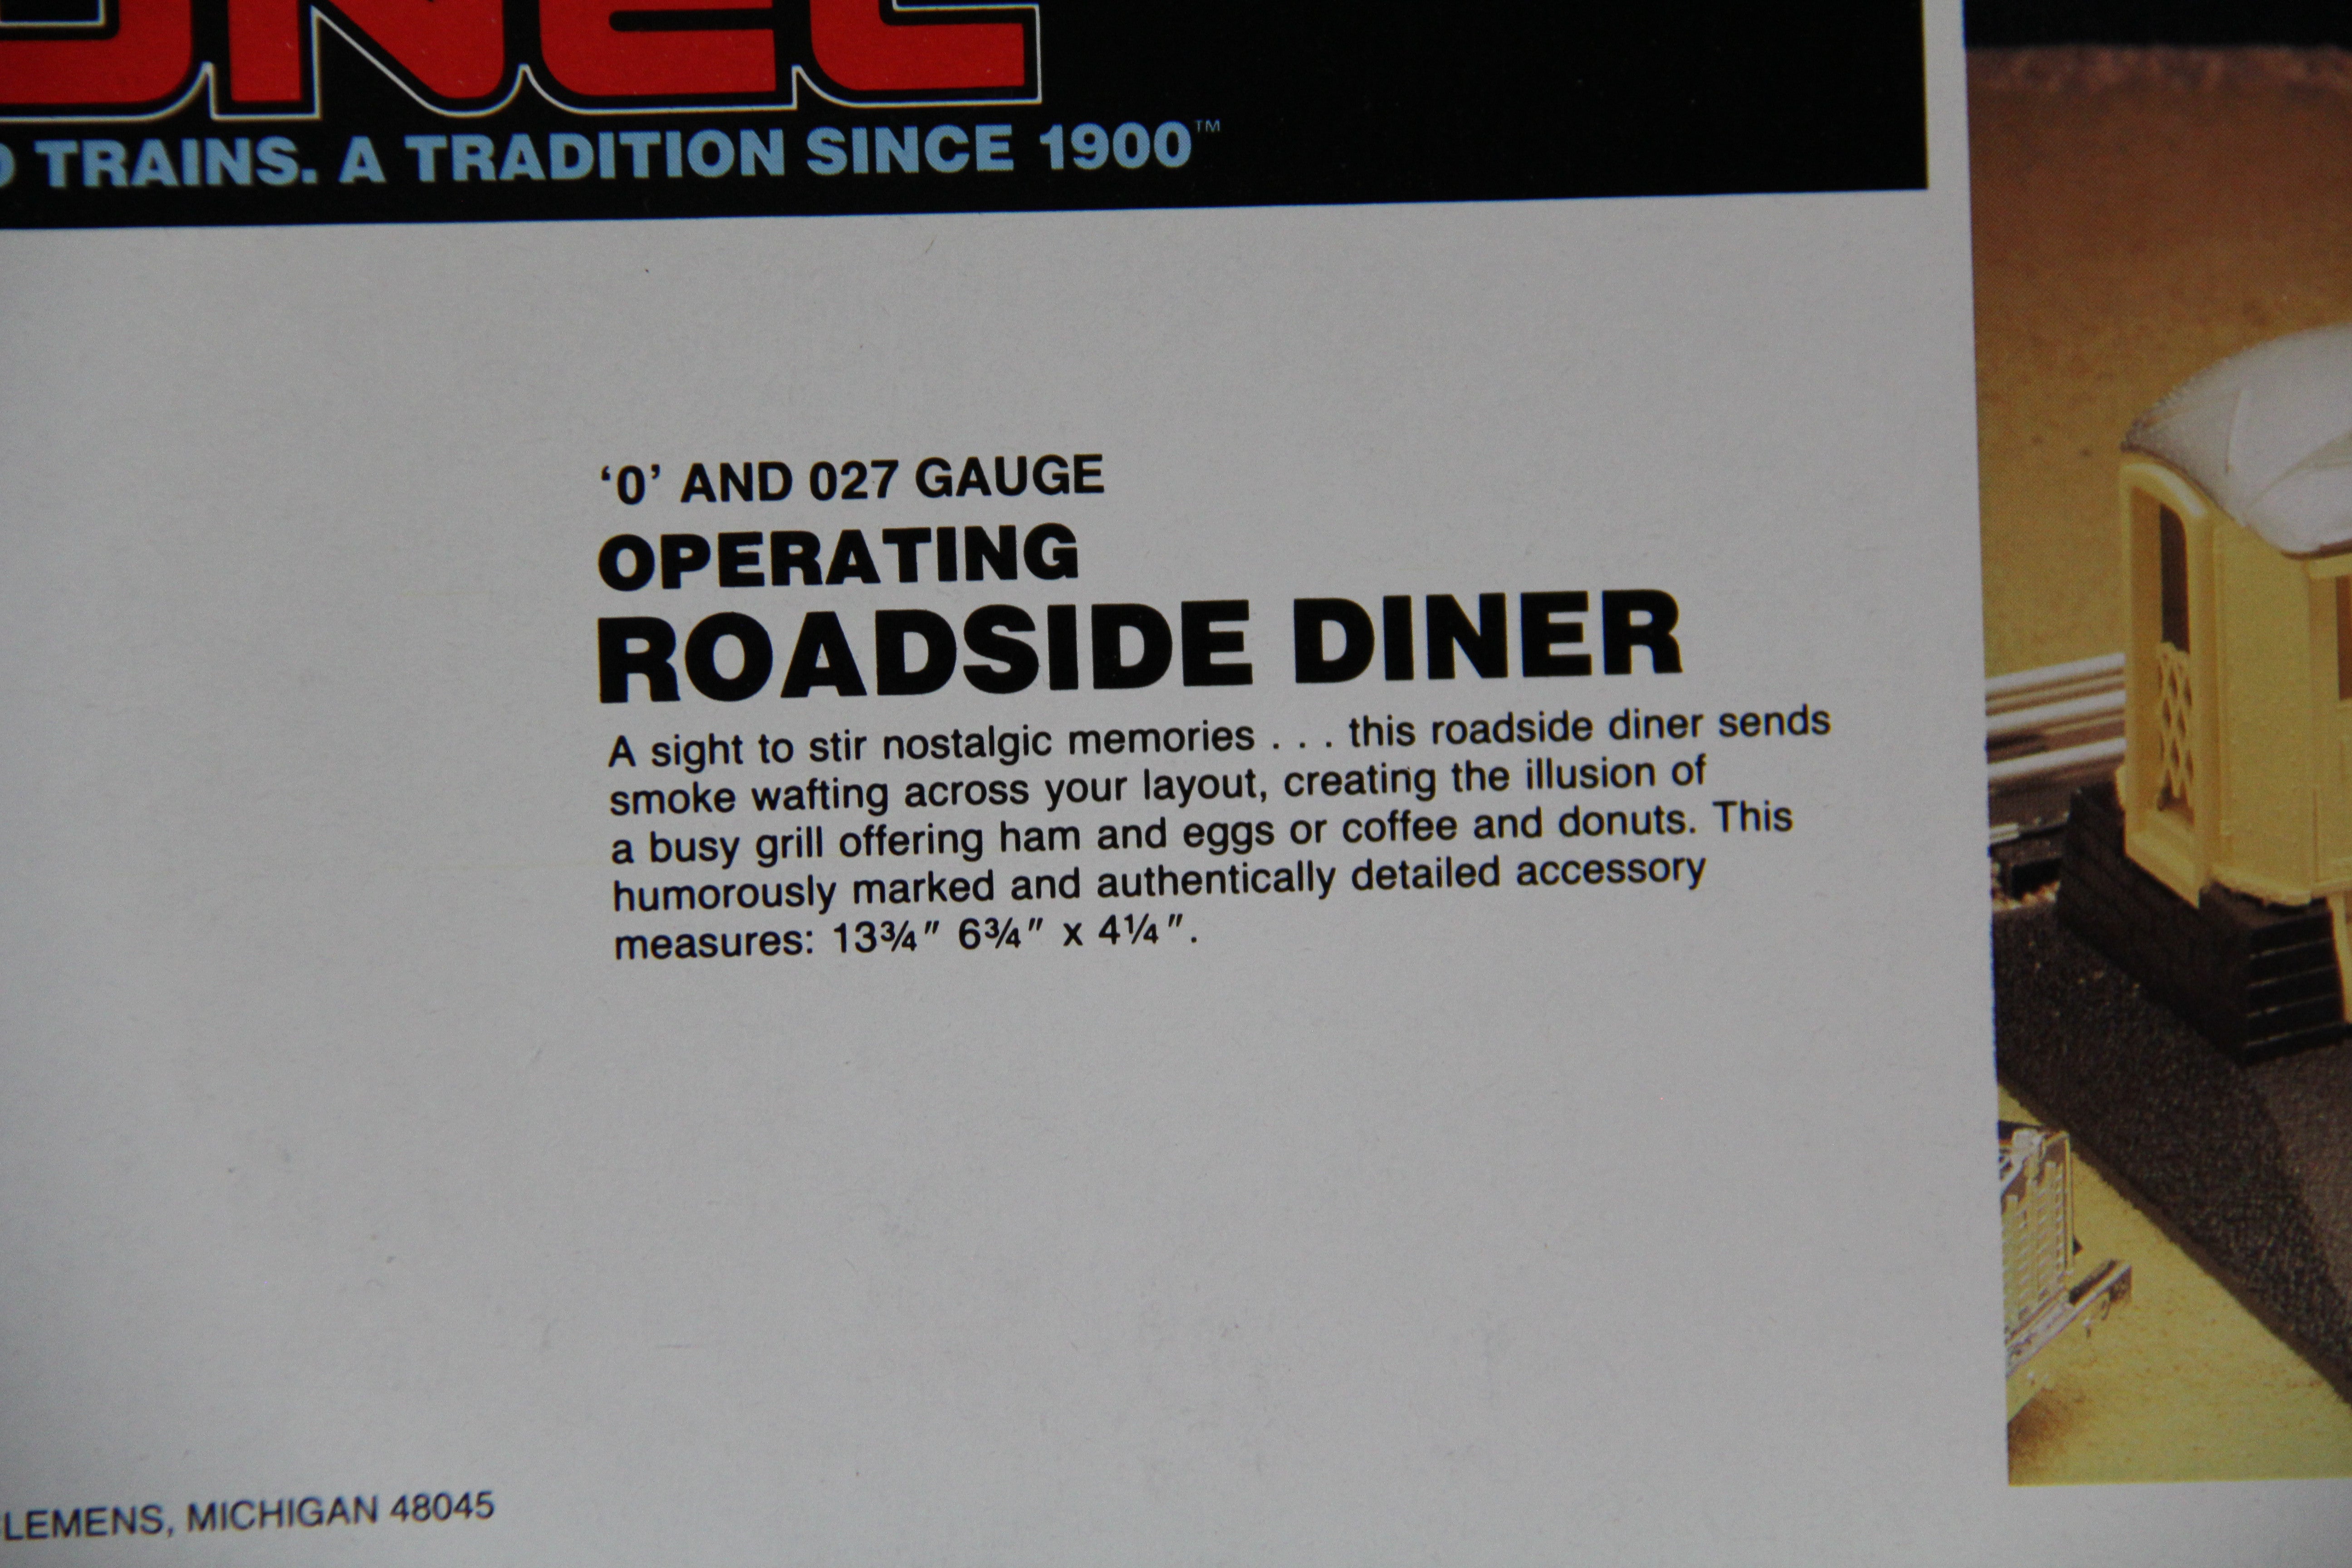 TRAINS. A TRADITION SINCE 1900™
‘0’ AND 027 GAUGE
OPERATING
ROADSIDE DINER
A sight to stir nostalgic memories . . . this roadside diner sends
smoke wafting across your layout, creating the illusion of
a busy grill offering ham and eggs or coffee and donuts. This
humorously marked and authentically detailed accessory
measures: 13¾″ 6¾″ x 4¼″.
LEMENS, MICHIGAN 48045